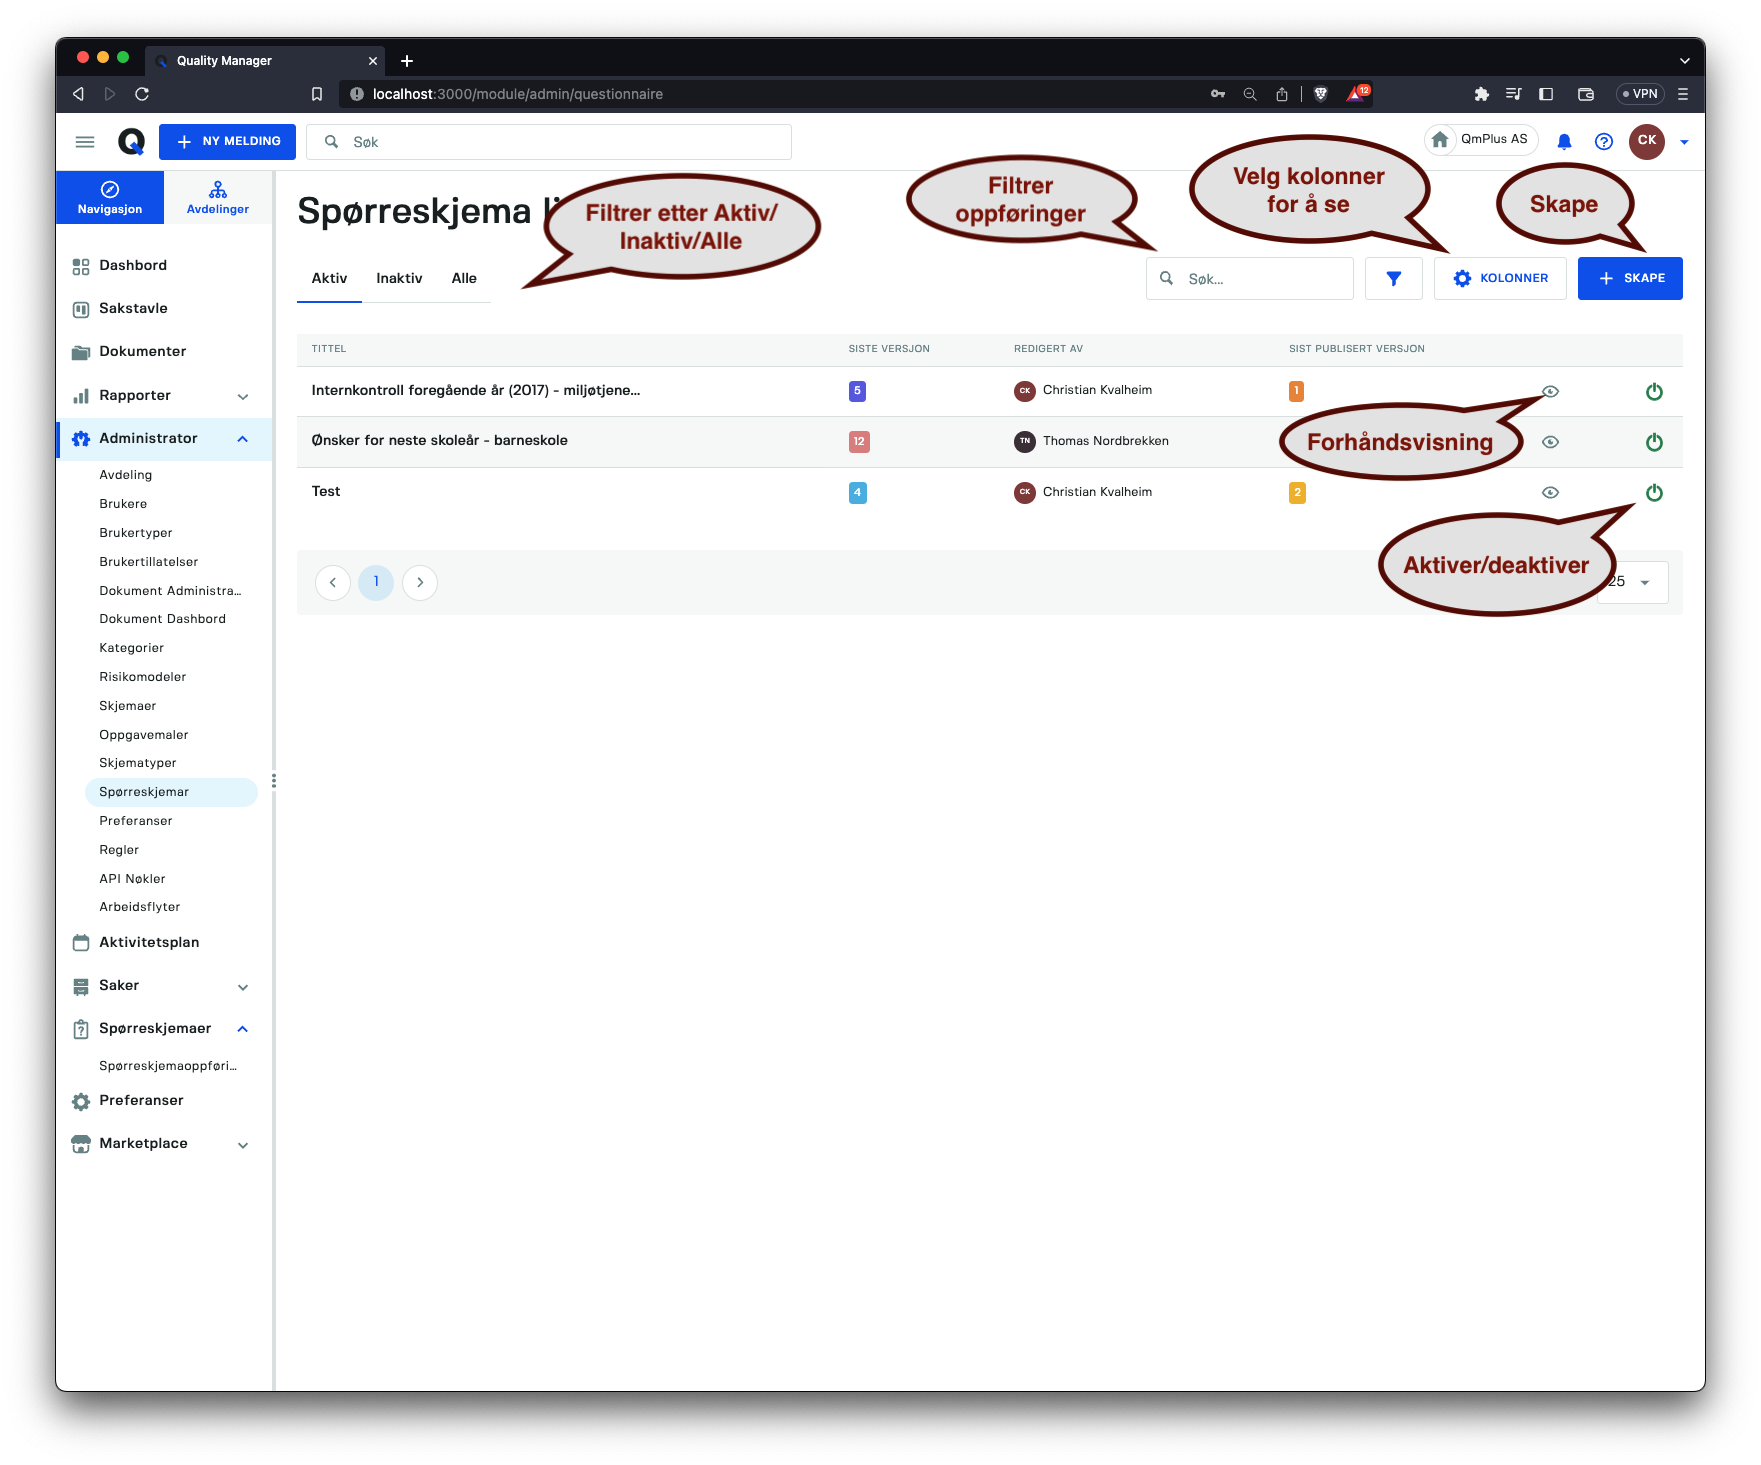 Quality Manager
localhost:3000/module/admin/questionnaire
12
VPN
NY MELDING
Søk
QmPlus AS
CK
Navigasjon
Avdelinger
Spørreskjema
Filtrer etter Aktiv/
Inaktiv/Alle
Filtrer
oppføringer
Velg kolonner
for å se
Skape
Aktiv
Inaktiv
Alle
Søk...
KOLONNER
SKAPE
TITTEL
SISTE VERSJON
REDIGERT AV
SIST PUBLISERT VERSJON
Internkontroll foregående år (2017) - miljøtjene...
5
CK
Christian Kvalheim
1
Ønsker for neste skoleår - barneskole
12
TN
Thomas Nordbrekken
Forhåndsvisning
Test
4
CK
Christian Kvalheim
2
Aktiver/deaktiver
1
25
Dashbord
Sakstavle
Dokumenter
Rapporter
Administrator
Avdeling
Brukere
Brukertyper
Brukertillatelser
Dokument Administra...
Dokument Dashbord
Kategorier
Risikomodeler
Skjemaer
Oppgavemaler
Skjematyper
Spørreskjemar
Preferanser
Regler
API Nøkler
Arbeidsflyter
Aktivitetsplan
Saker
Spørreskjemaer
Spørreskjemaoppføri...
Preferanser
Marketplace